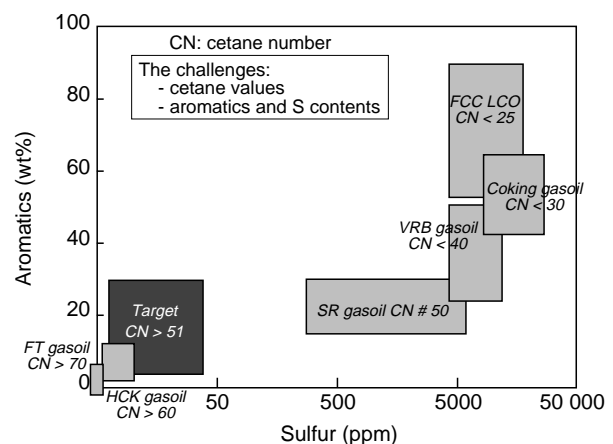 100
80
60
40
20
0
Aromatics (wt%)
CN: cetane number
The challenges:
- cetane values
- aromatics and S contents
FCC LCO
CN < 25
Coking gasoil
CN < 30
VRB gasoil
CN < 40
SR gasoil CN # 50
Target
CN > 51
FT gasoil
CN > 70
HCK gasoil
CN > 60
50
500
5000
50 000
Sulfur (ppm)